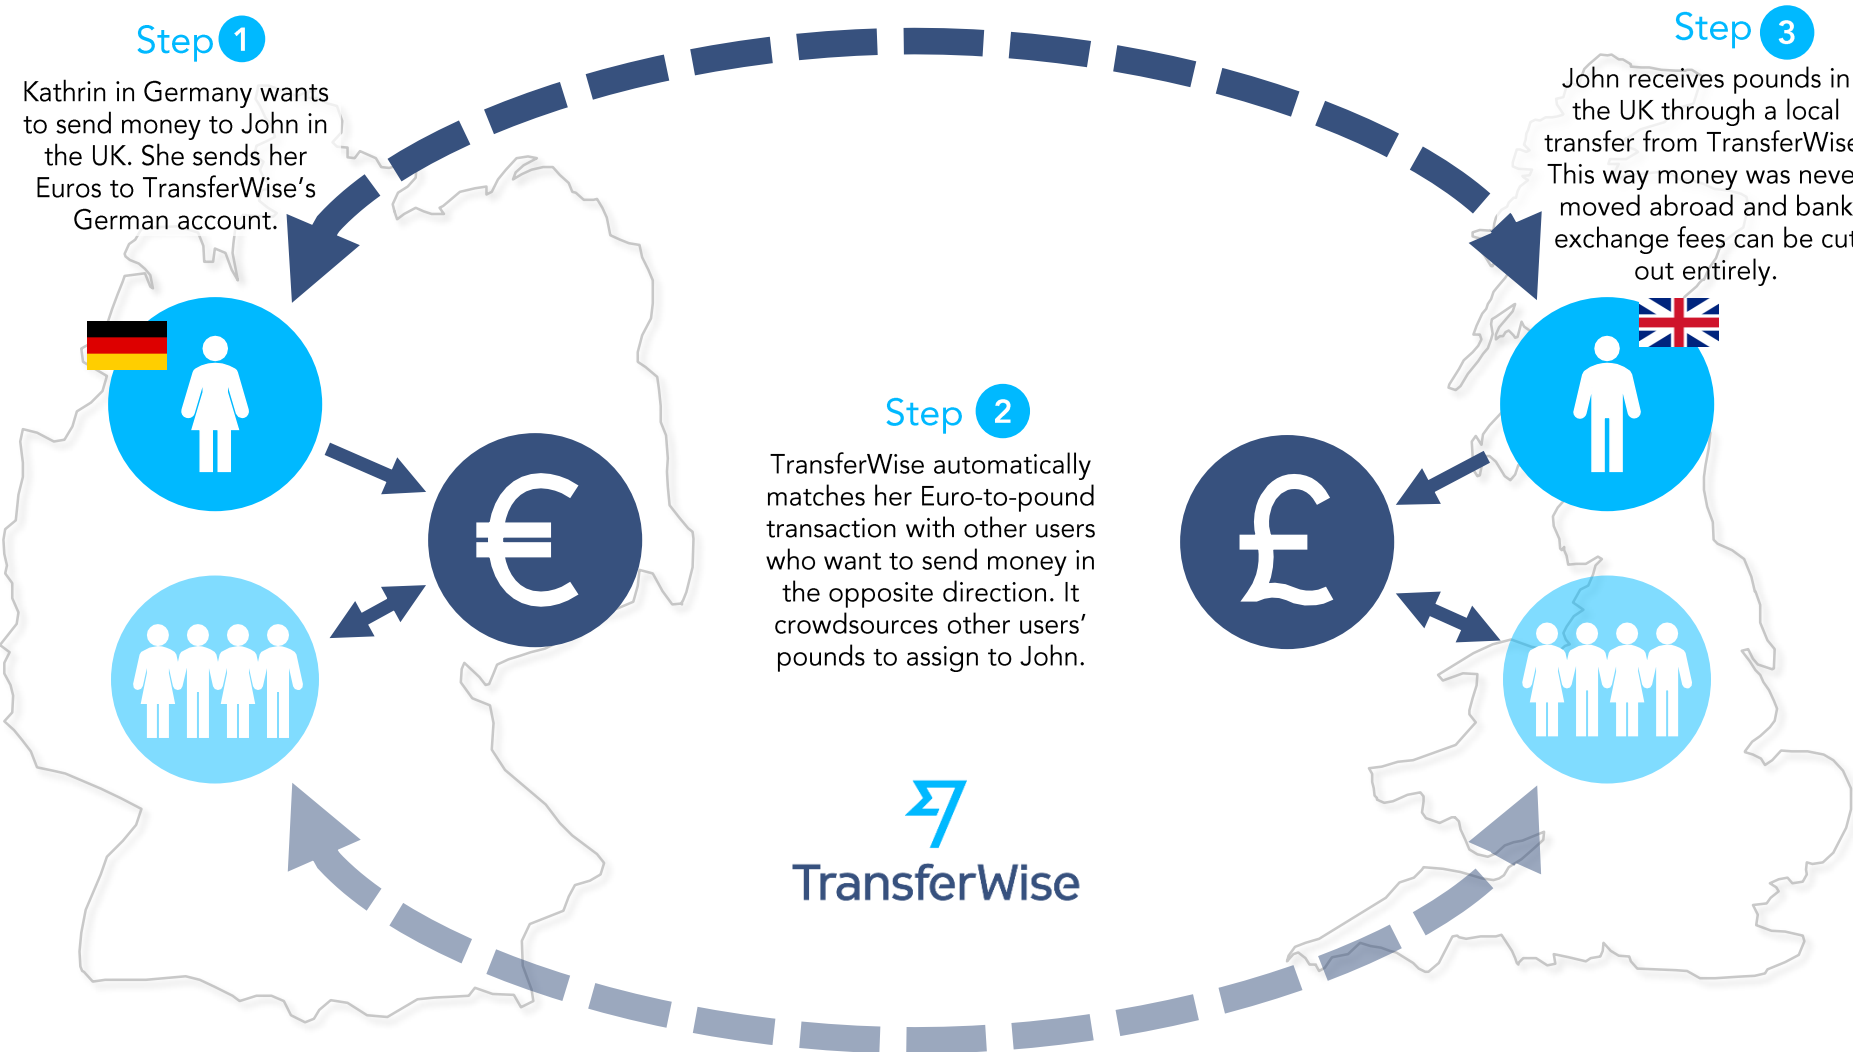 Step 1
Kathrin in Germany wants
to send money to John in
the UK. She sends her
Euros to TransferWise’s
German account.
Step 2
TransferWise automatically
matches her Euro-to-pound
transaction with other users
who want to send money in
the opposite direction. It
crowdsources other users’
pounds to assign to John.
Step 3
John receives pounds in
the UK through a local
transfer from TransferWise
This way money was neve
moved abroad and bank
exchange fees can be cut
out entirely.
€
£
TransferWise